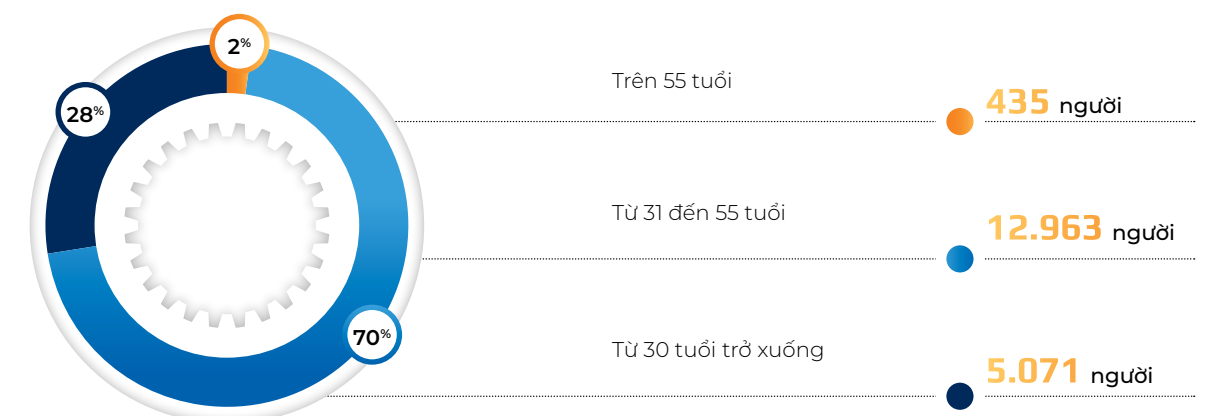 2%
28%
70%
Trên 55 tuổi
435 người
Từ 31 đến 55 tuổi
12.963 người
Từ 30 tuổi trở xuống
5.071 người